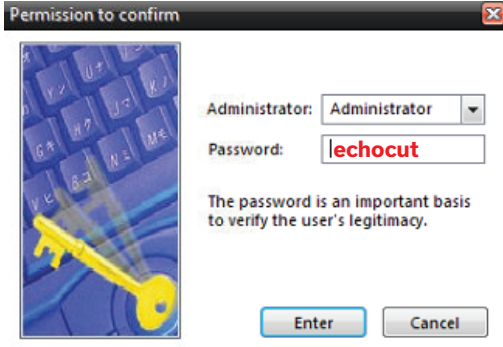 Permission to confirm
Administrator: Administrator
Password: echocut
The password is an important basis
to verify the user's legitimacy.
Enter Cancel